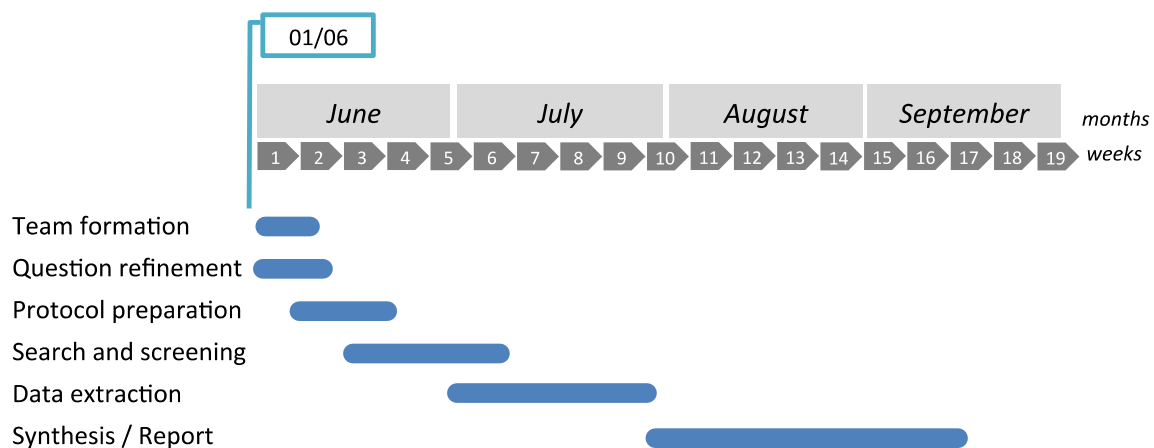 01/06
June July August September months
1 2 3 4 5 6 7 8 9 10 11 12 13 14 15 16 17 18 19 weeks
Team formation
Question refinement
Protocol preparation
Search and screening
Data extraction
Synthesis / Report